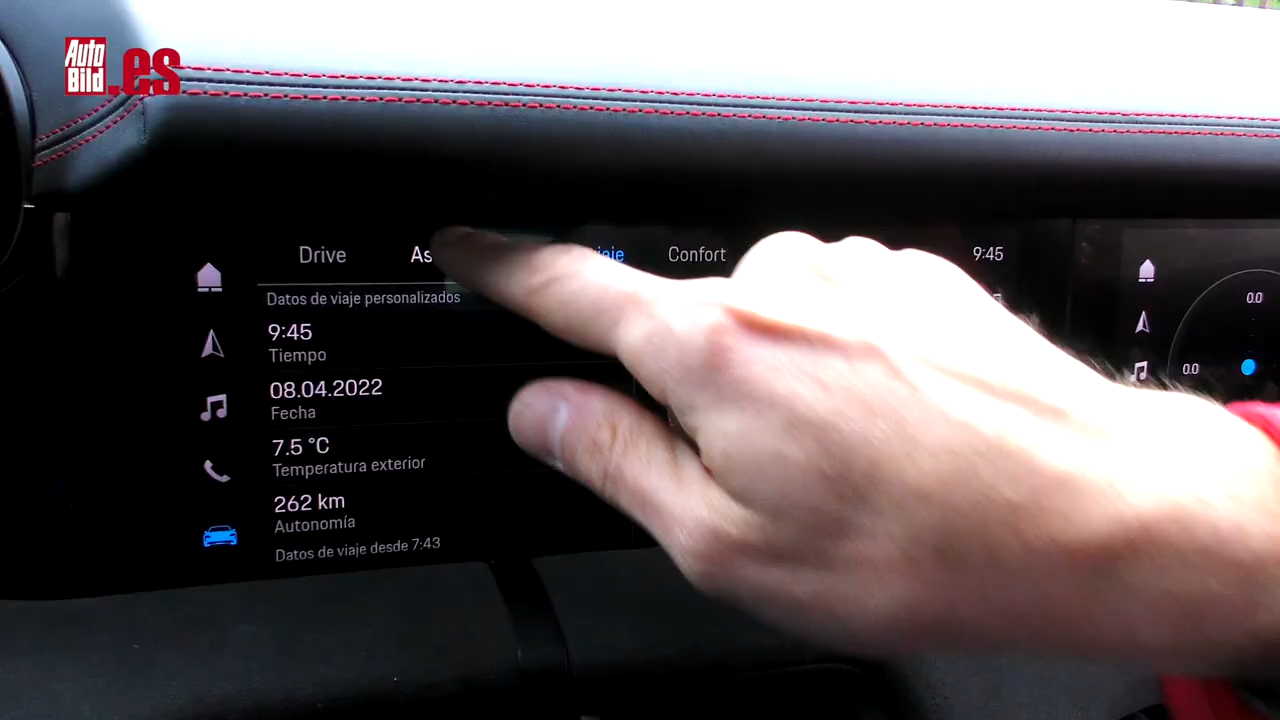 Auto
Bild.es
Drive
Confort
9:45
Datos de viaje personalizados
9:45
Tiempo
08.04.2022
Fecha
7.5 °C
Temperatura exterior
262 km
Autonomía
Datos de viaje desde 7:43
0.0
0.0